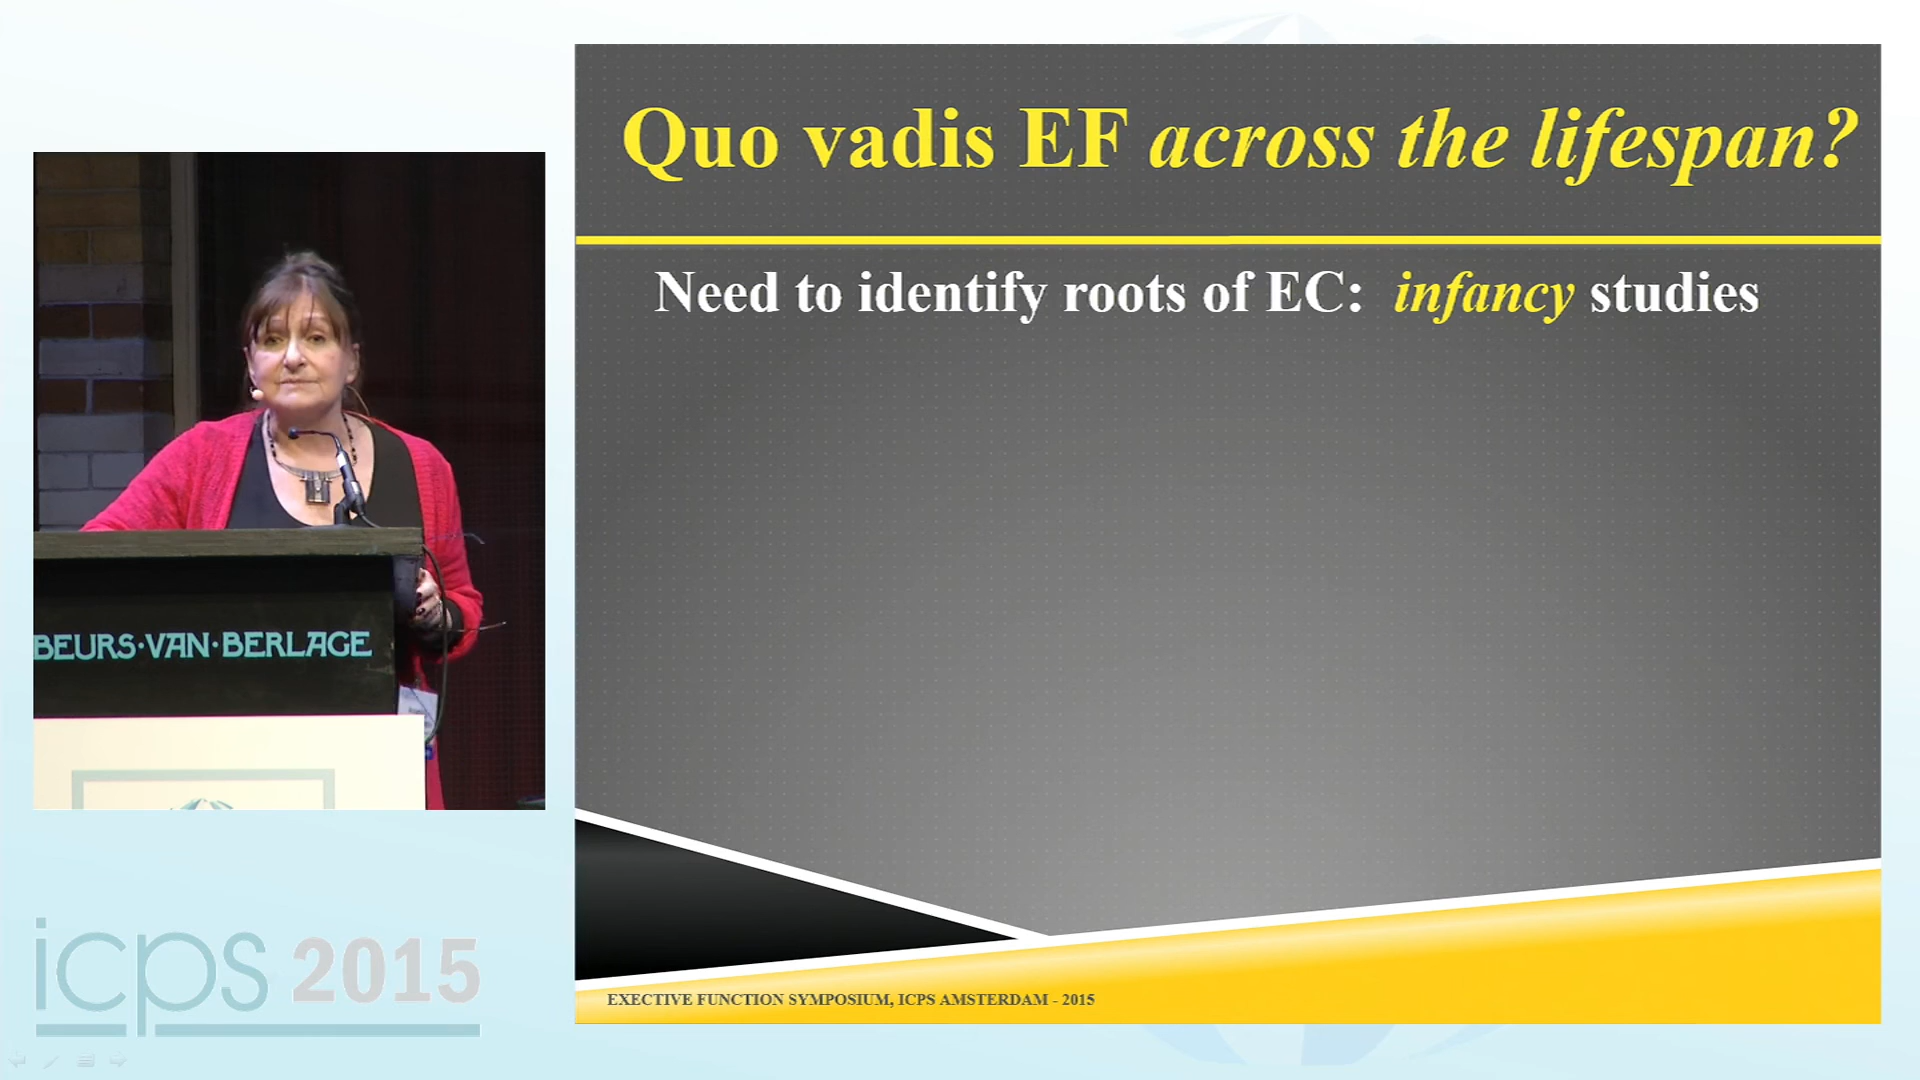 Quo vadis EF across the lifespan?
Need to identify roots of EC: infancy studies
BEURS·VAN·BERLAGE
icps 2015
EXECTIVE FUNCTION SYMPOSIUM, ICPS AMSTERDAM - 2015